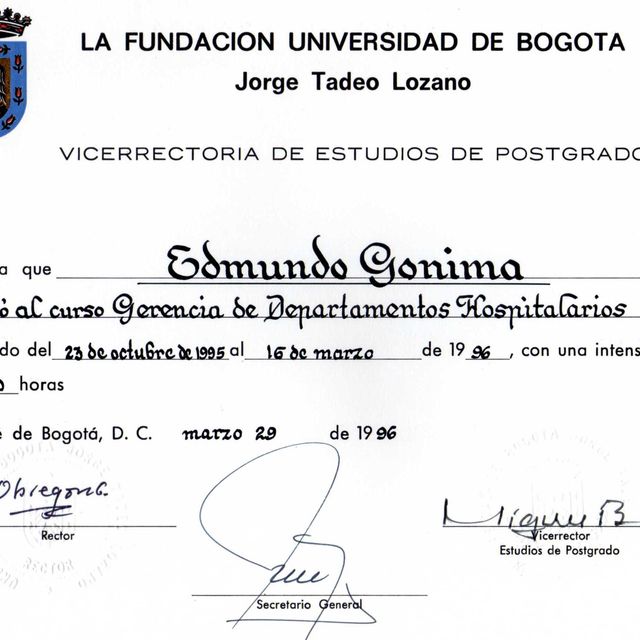 LA FUNDACION UNIVERSIDAD DE BOGOTA
Jorge Tadeo Lozano
VICERRECTORIA DE ESTUDIOS DE POSTGRADO
a que Edmundo Gonima
ó al curso Gerencia de Departamentos Hospitalarios
do del 23 de octubre de 1995 al 16 de marzo de 1996, con una intens
horas
e de Bogotá, D. C. marzo 29 de 1996
Obregón
Rector
Vicerrector
Estudios de Postgrado
Secretario General